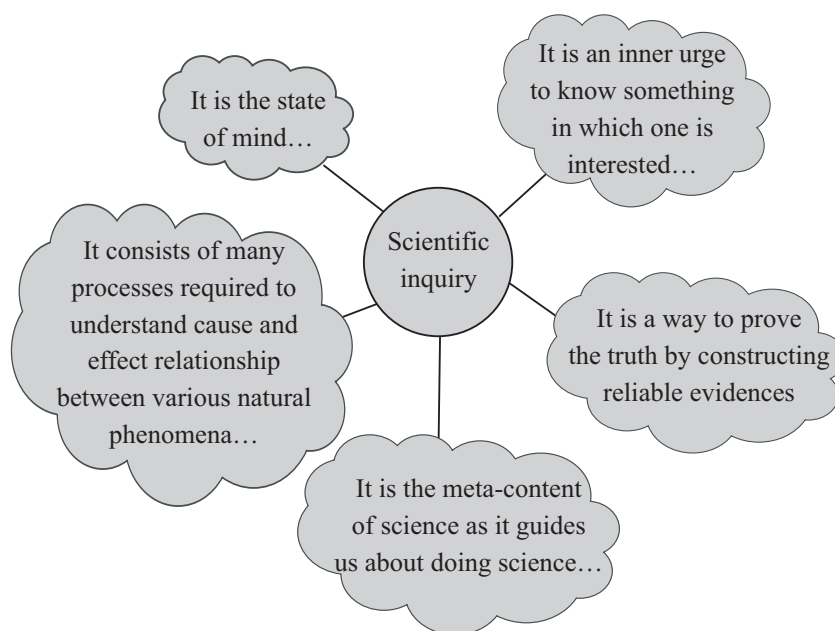 It is the state
of mind…
It is an inner urge
to know something
in which one is
interested…
Scientific
inquiry
It consists of many
processes required to
understand cause and
effect relationship
between various natural
phenomena…
It is a way to prove
the truth by constructing
reliable evidences
It is the meta-content
of science as it guides
us about doing science…